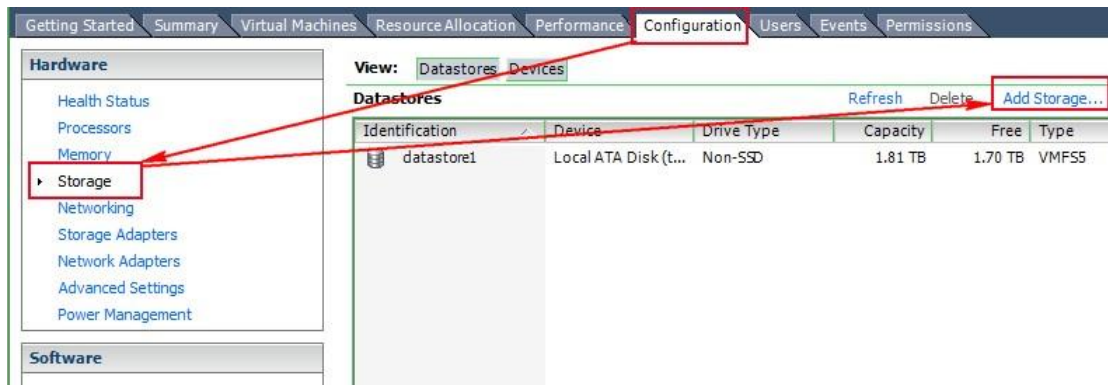 Getting Started Summary Virtual Machines Resource Allocation Performance Configuration Users Events Permissions
Hardware
Health Status
Processors
Memory
Storage
Networking
Storage Adapters
Network Adapters
Advanced Settings
Power Management
Software
View: Datastores Devices
Datastores Refresh Delete Add Storage...
Identification Device Drive Type Capacity Free Type
datastore1 Local ATA Disk (t... Non-SSD 1.81 TB 1.70 TB VMFS5